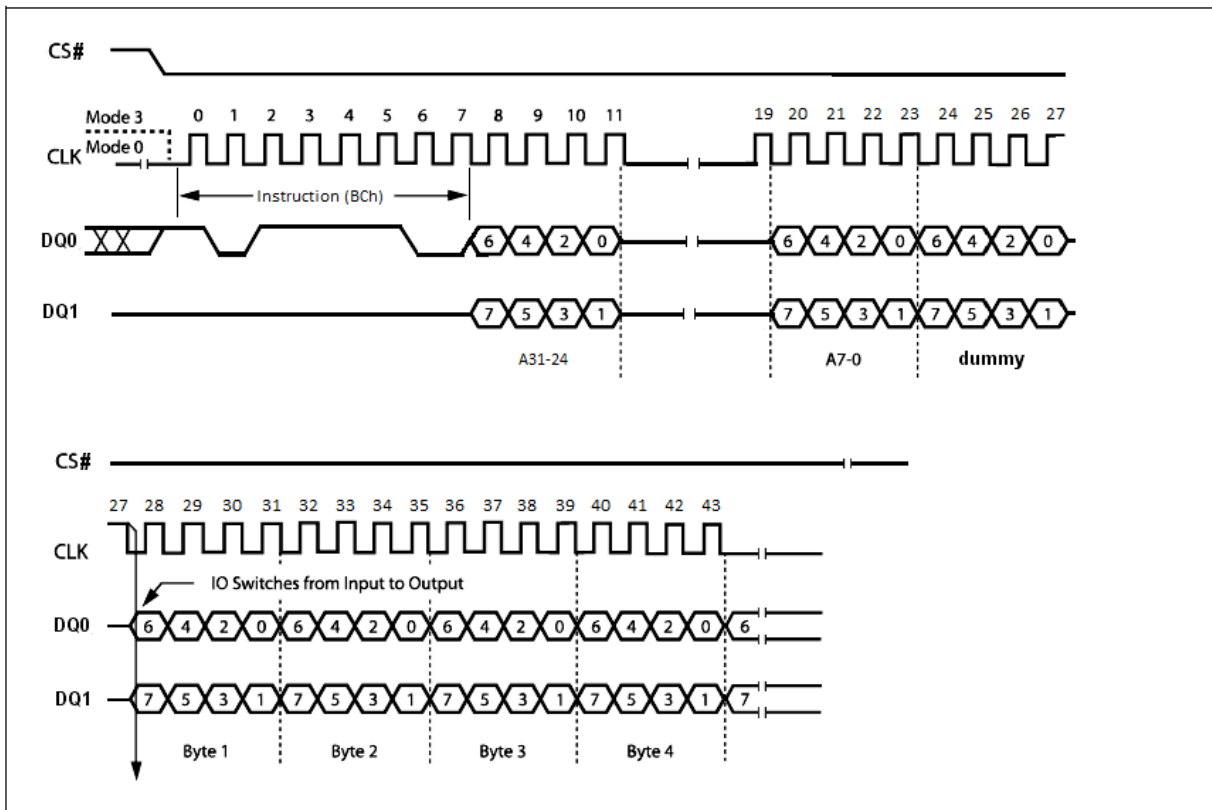 CS#
Mode 3
0 1 2 3 4 5 6 7 8 9 10 11 19 20 21 22 23 24 25 26 27
Mode 0
CLK
Instruction (BCh)
DQ0 6 4 2 0 6 4 2 0 6 4 2 0
DQ1 7 5 3 1 7 5 3 1 7 5 3 1
A31-24 A7-0 dummy
CS#
27 28 29 30 31 32 33 34 35 36 37 38 39 40 41 42 43
CLK
IO Switches from Input to Output
DQ0 6 4 2 0 6 4 2 0 6 4 2 0 6 4 2 0 6
DQ1 7 5 3 1 7 5 3 1 7 5 3 1 7 5 3 1 7
Byte 1 Byte 2 Byte 3 Byte 4